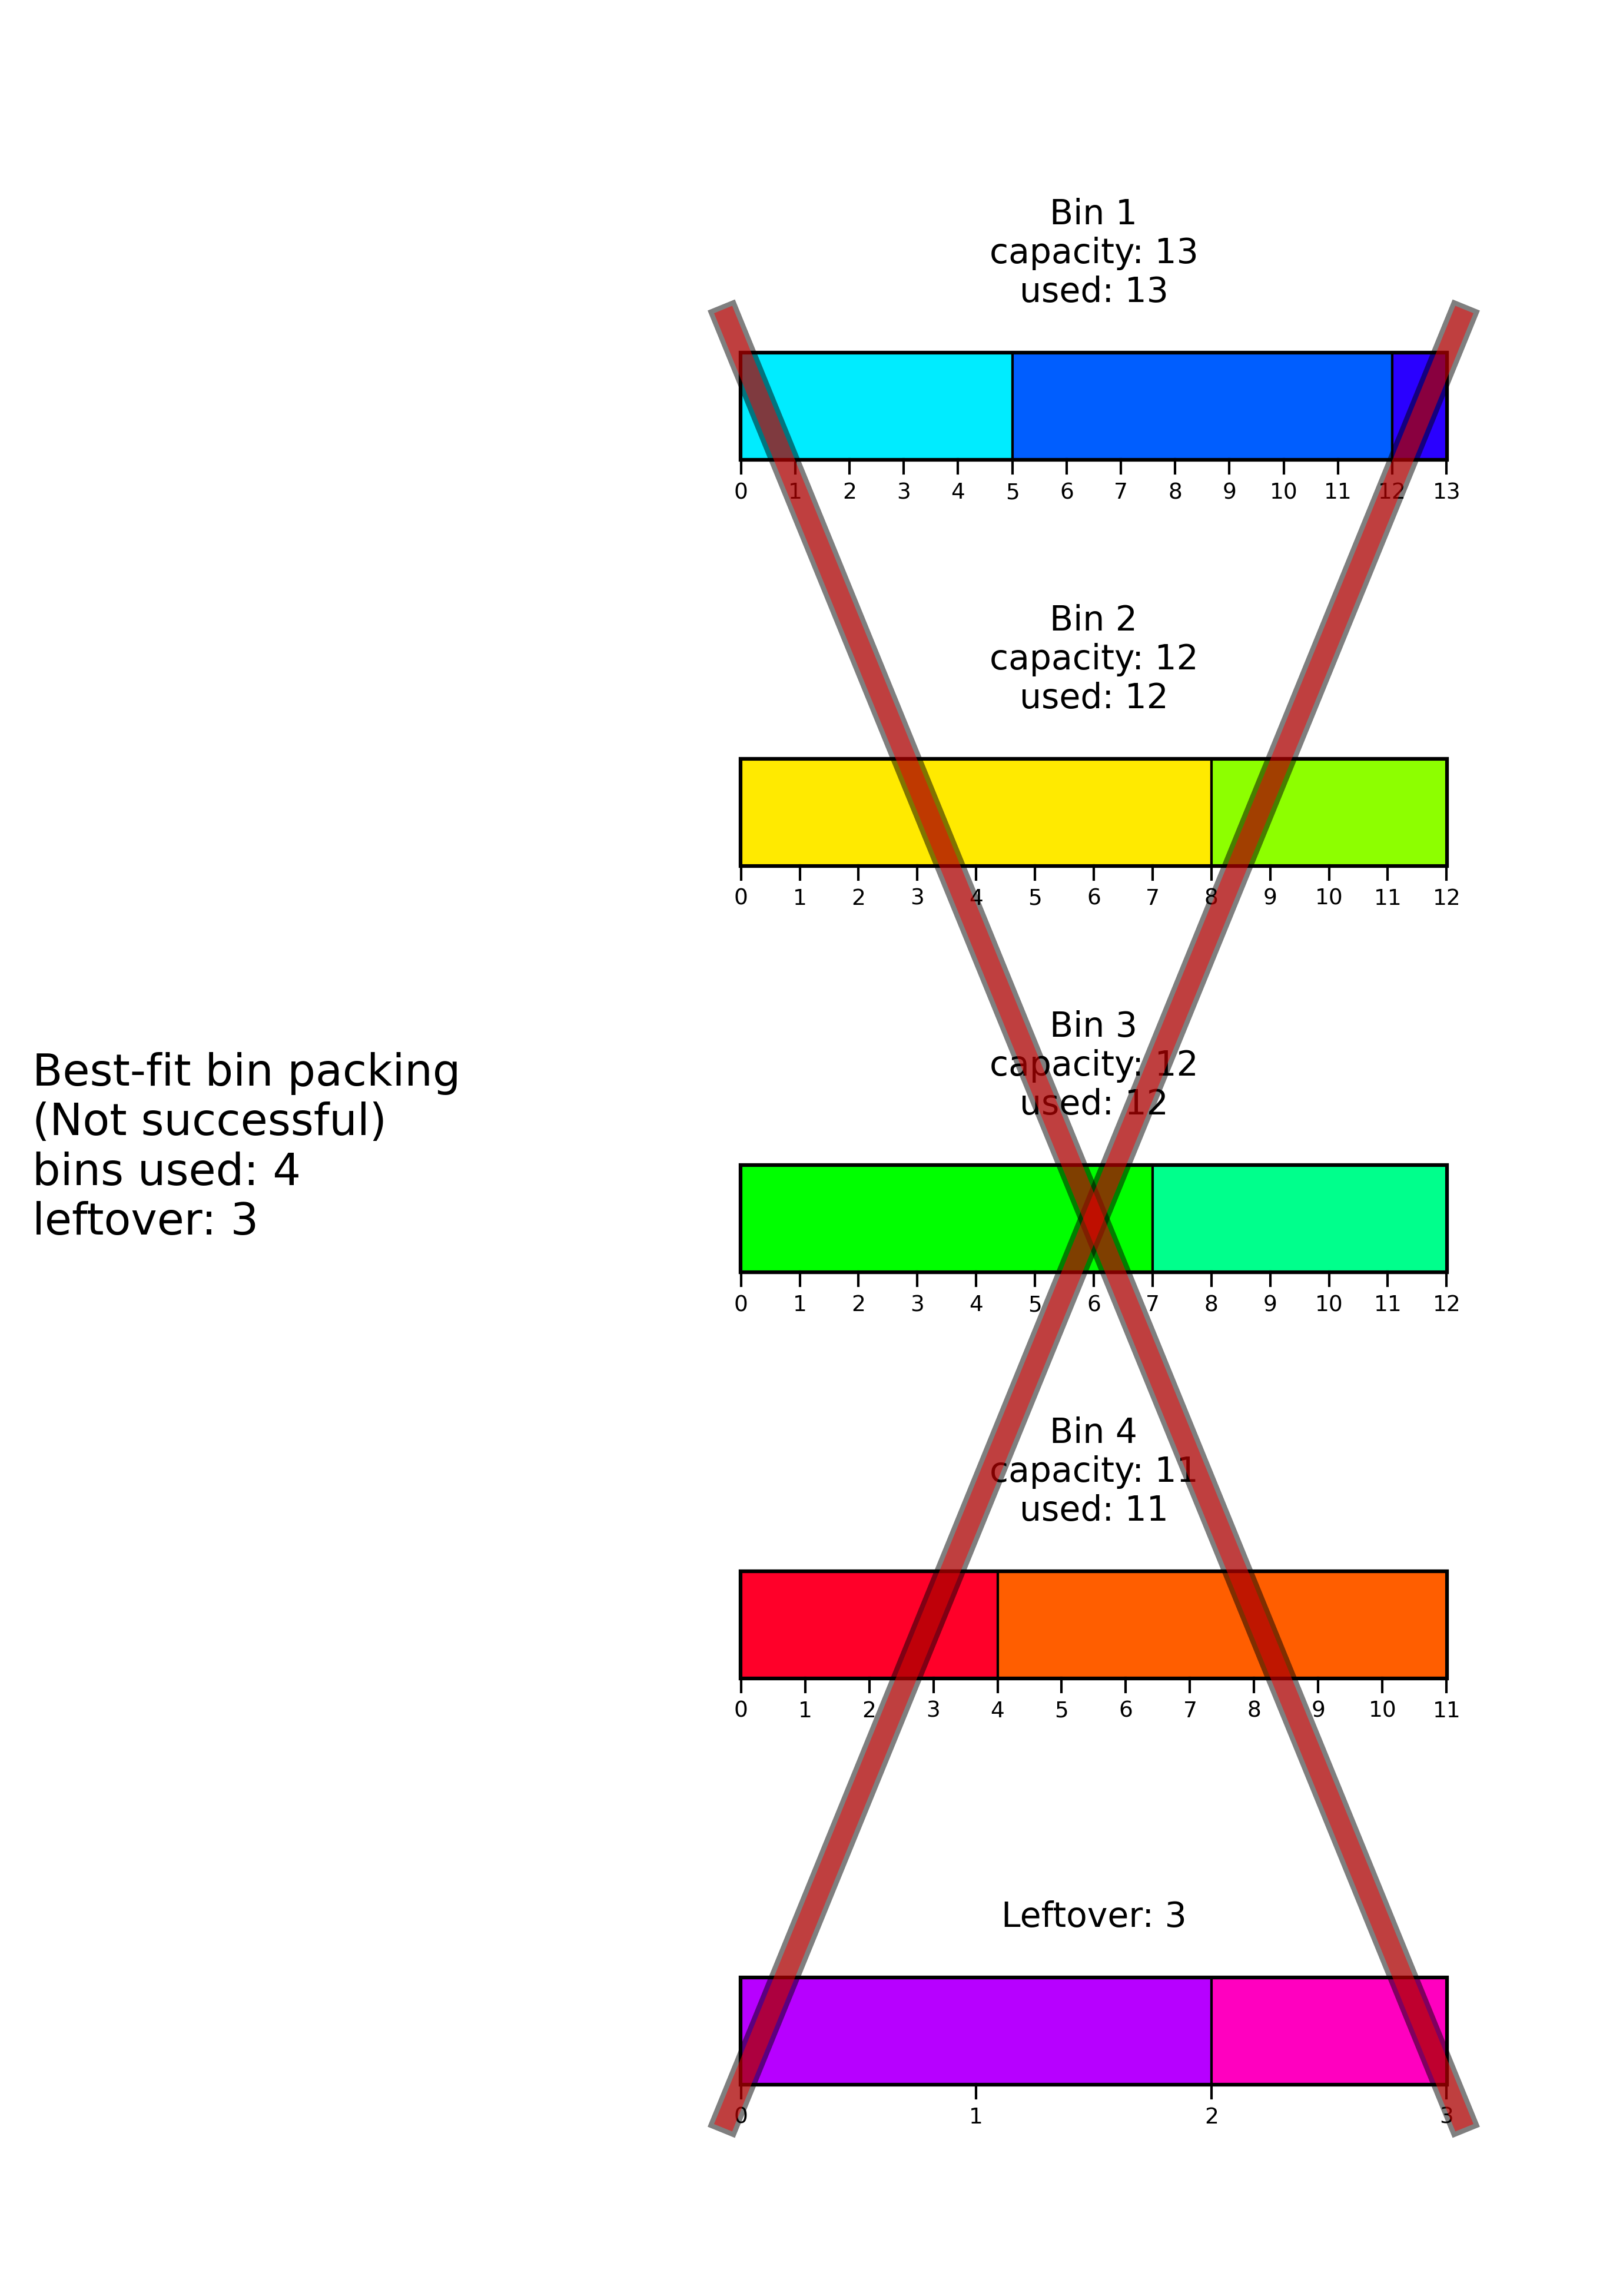 Bin 1
capacity: 13
used: 13
0 1 2 3 4 5 6 7 8 9 10 11 12 13
Bin 2
capacity: 12
used: 12
0 1 2 3 4 5 6 7 8 9 10 11 12
Bin 3
capacity: 12
used: 12
0 1 2 3 4 5 6 7 8 9 10 11 12
Best-fit bin packing
(Not successful)
bins used: 4
leftover: 3
Bin 4
capacity: 11
used: 11
0 1 2 3 4 5 6 7 8 9 10 11
Leftover: 3
0 1 2 3